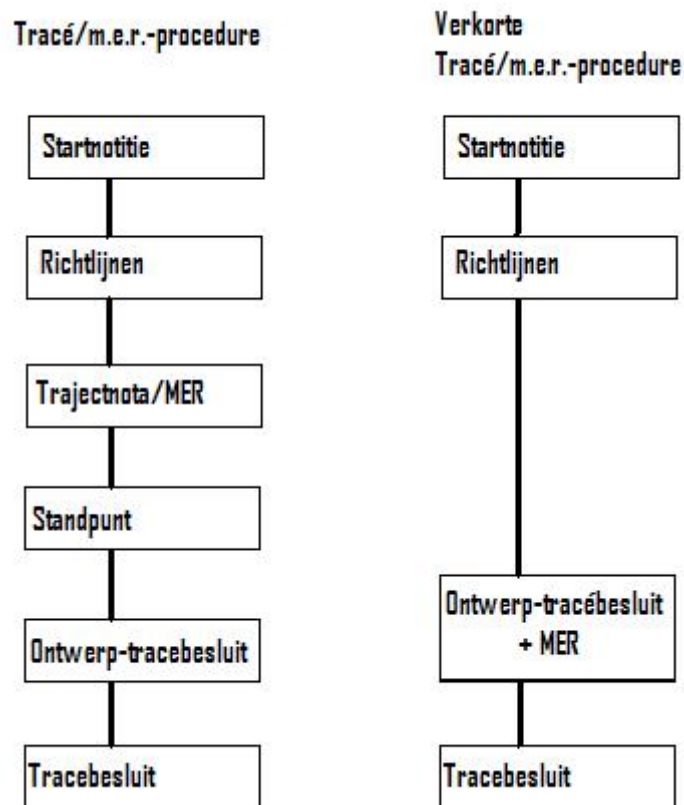 Tracé/m.e.r.-procedure
Startnotitie
Richtlijnen
Trajectnota/MER
Standpunt
Ontwerp-tracebesluit
Tracebesluit
Verkorte
Tracé/m.e.r.-procedure
Startnotitie
Richtlijnen
Ontwerp-tracébesluit
+ MER
Tracebesluit